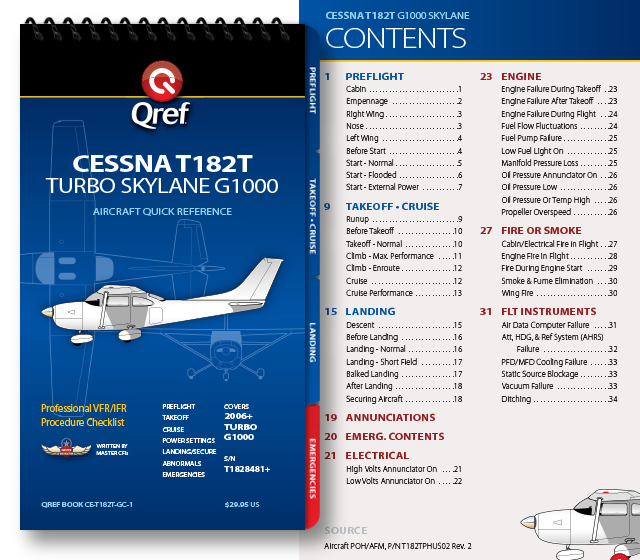 Qref
CESSNA T182T
TURBO SKYLANE G1000
AIRCRAFT QUICK REFERENCE
Professional VFR/IFR
Procedure Checklist
WRITTEN BY
MASTER CFIs
PREFLIGHT
TAKEOFF
CRUISE
POWER SETTINGS
LANDING/SECURE
ABNORMALS
EMERGENCIES
COVERS
2006+
TURBO
G1000
S/N
T1828481+
QREF BOOK CE-T182T-GC-1
$29.95 US
PREFLIGHT
TAKEOFF • CRUISE
LANDING
EMERGENCIES
CESSNA T182T G1000 SKYLANE
CONTENTS
1 PREFLIGHT
Cabin ...........................1
Empennage ...................2
Right Wing ...................3
Nose ...........................3
Left Wing .....................4
Before Start ..................4
Start - Normal ...............5
Start - Flooded ..............6
Start - External Power .....7
9 TAKEOFF • CRUISE
Runup ..........................9
Before Takeoff ..............10
Takeoff - Normal ...........10
Climb - Max. Performance ....11
Climb - Enroute .............12
Cruise .........................12
Cruise Performance ........13
15 LANDING
Descent .......................15
Before Landing ..............16
Landing - Normal ...........16
Landing - Short Field .......17
Balked Landing ..............17
After Landing ................18
Securing Aircraft ............18
19 ANNUNCIATIONS
20 EMERG. CONTENTS
21 ELECTRICAL
High Volts Annunciator On ...21
Low Volts Annunciator On ....22
23 ENGINE
Engine Failure During Takeoff ..23
Engine Failure After Takeoff ...23
Engine Failure During Flight ...24
Fuel Flow Fluctuations .......24
Fuel Pump Failure ............25
Low Fuel Light On ............25
Manifold Pressure Loss .......25
Oil Pressure Annunciator On ..26
Oil Pressure Low .............26
Oil Pressure Or Temp High ...26
Propeller Overspeed .........26
27 FIRE OR SMOKE
Cabin/Electrical Fire In Flight ..27
Engine Fire In Flight .........28
Fire During Engine Start .....29
Smoke & Fume Elimination ...30
Wing Fire .....................30
31 FLT INSTRUMENTS
Air Data Computer Failure ....31
Att, HDG, & Ref System (AHRS)
Failure ........................32
PFD/MFD Cooling Failure .....33
Static Source Blockage .......33
Vacuum Failure ...............33
Ditching .......................34
SOURCE
Aircraft POH/AFM, P/N T182TPHUS02 Rev. 2